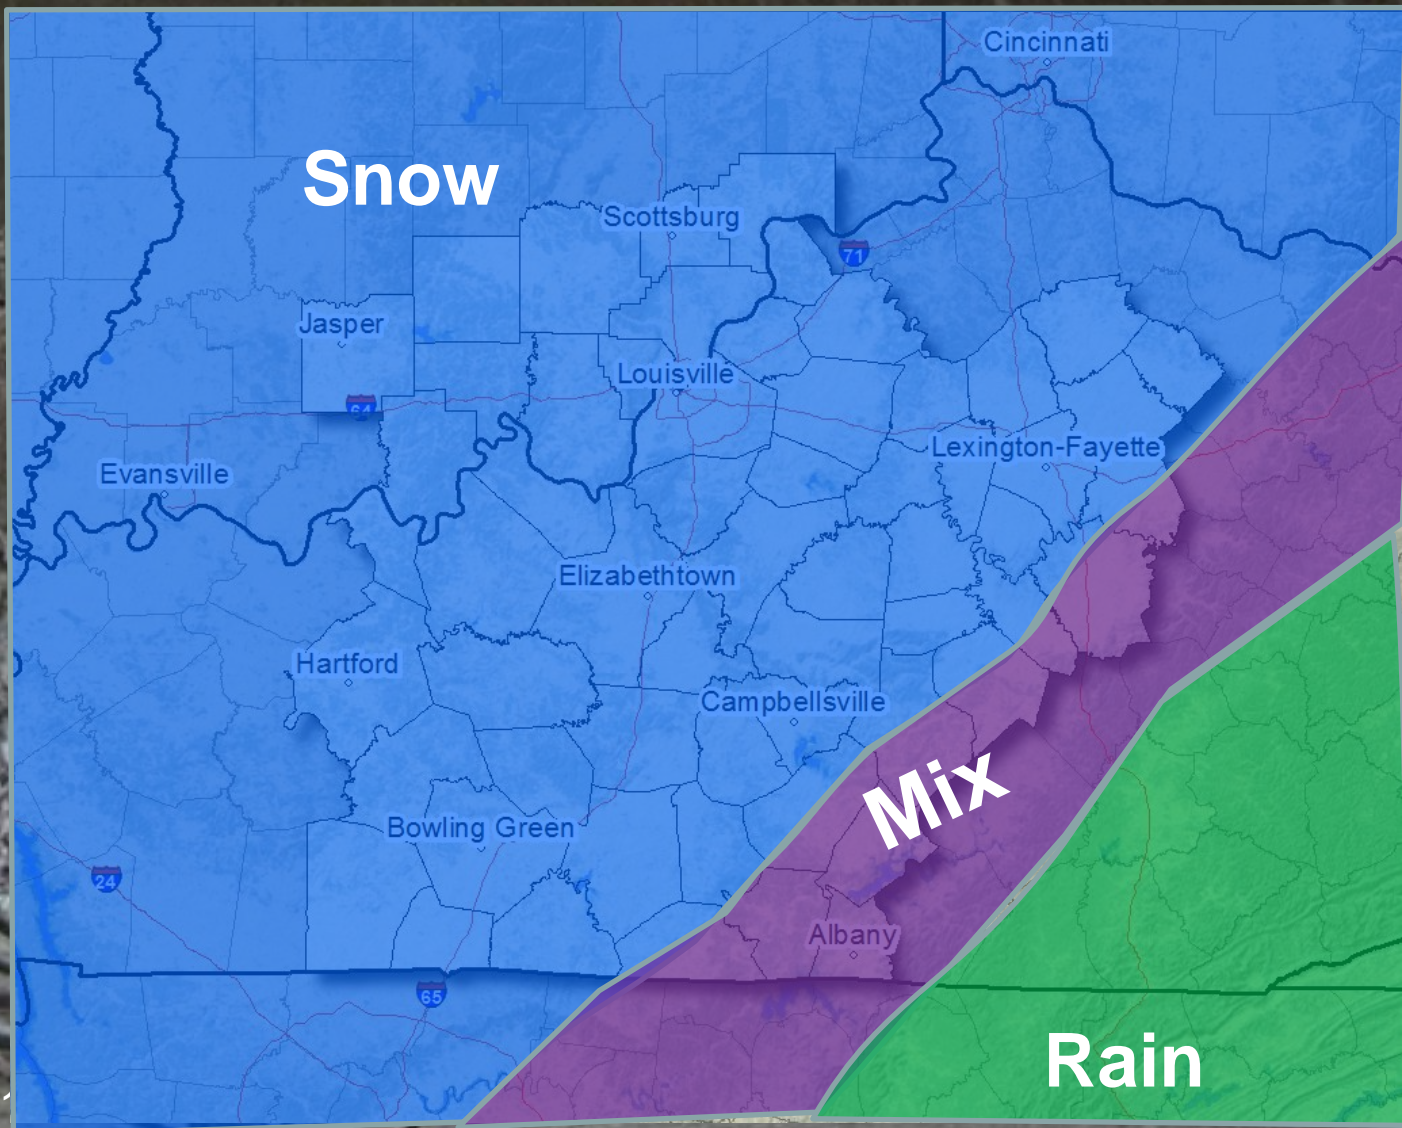 Cincinnati
Snow
Scottsburg
71
Jasper
Louisville
64
Lexington-Fayette
Evansville
Elizabethtown
Hartford
Campbellsville
Mix
Bowling Green
24
Albany
65
Rain